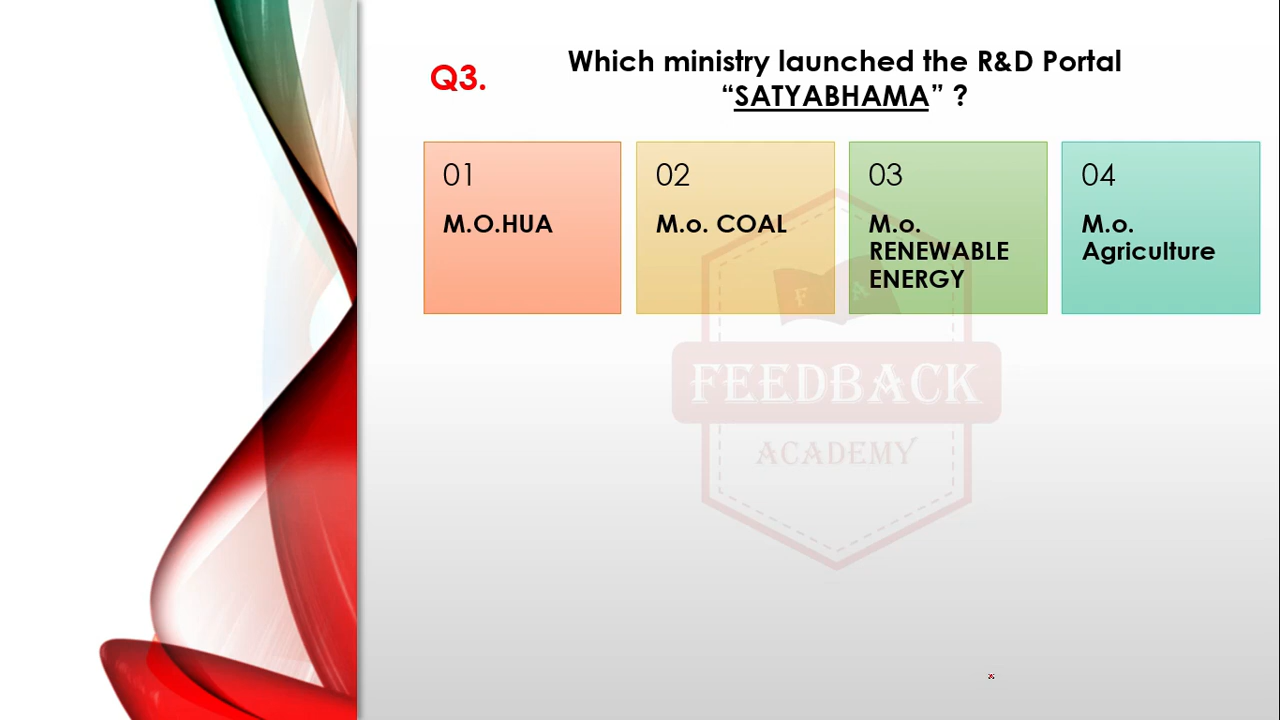 Q3.
Which ministry launched the R&D Portal
“SATYABHAMA” ?
01
M.O.HUA
02
M.o. COAL
03
M.o.
RENEWABLE
ENERGY
04
M.o.
Agriculture
F A
FEEDBACK
ACADEMY